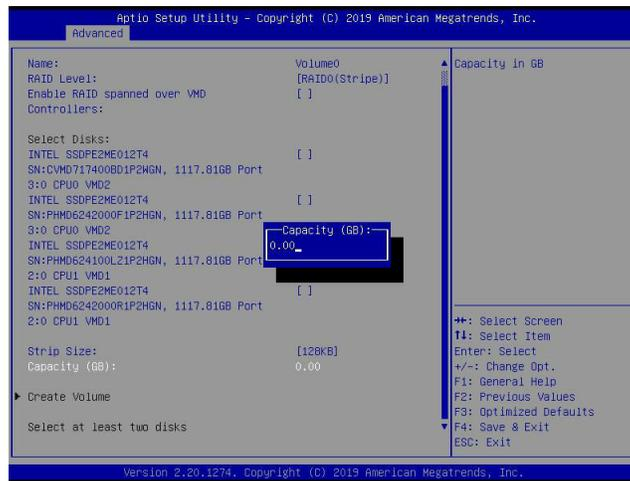 Aptio Setup Utility – Copyright (C) 2019 American Megatrends, Inc.
Advanced
Name: Volume0
RAID Level: [RAID0(Stripe)]
Enable RAID spanned over VMD [ ]
Controllers:
Select Disks:
INTEL SSDPE2ME012T4 [ ]
SN:CVMD717400BD1P2WGN, 1117.81GB Port
3:0 CPU0 VMD2
INTEL SSDPE2ME012T4 [ ]
SN:PHMD6242000F1P2HGN, 1117.81GB Port
3:0 CPU0 VMD2
INTEL SSDPE2ME012T4
SN:PHMD624100LZ1P2HGN, 1117.81GB Port
2:0 CPU1 VMD1
INTEL SSDPE2ME012T4 [ ]
SN:PHMD6242000R1P2HGN, 1117.81GB Port
2:0 CPU1 VMD1
Strip Size: [128KB]
Capacity (GB): 0.00
Create Volume
Select at least two disks
Capacity (GB):
0.00_
Capacity in GB
→←: Select Screen
↑↓: Select Item
Enter: Select
+/-: Change Opt.
F1: General Help
F2: Previous Values
F3: Optimized Defaults
F4: Save & Exit
ESC: Exit
Version 2.20.1274. Copyright (C) 2019 American Megatrends, Inc.